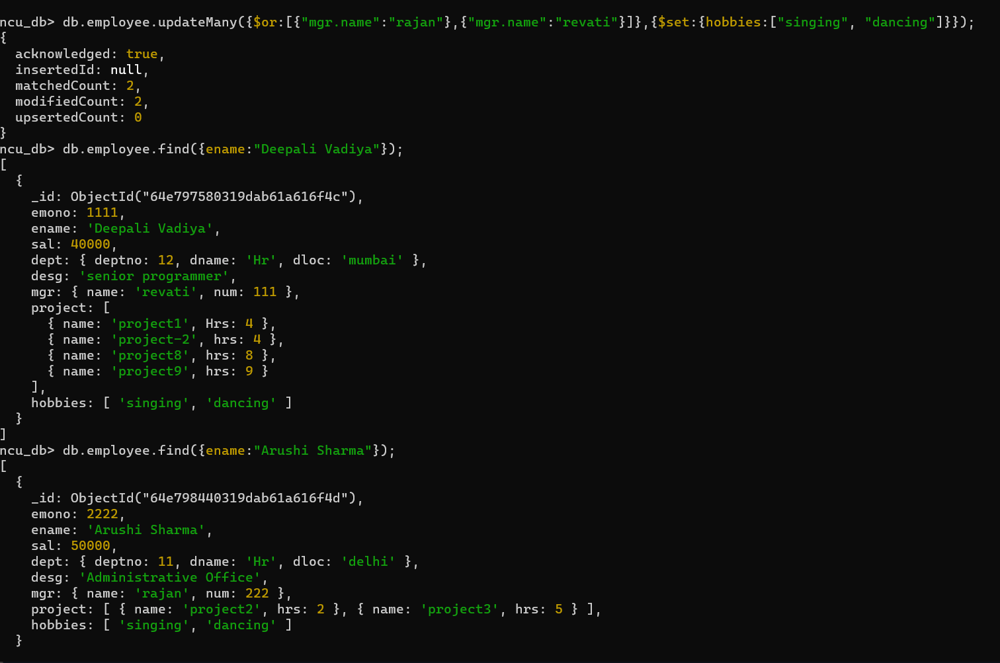 ncu_db> db.employee.updateMany({$or:[{"mgr.name":"rajan"},{"mgr.name":"revati"}]},{$set:{hobbies:["singing", "dancing"]}});
{
  acknowledged: true,
  insertedId: null,
  matchedCount: 2,
  modifiedCount: 2,
  upsertedCount: 0
}
ncu_db> db.employee.find({ename:"Deepali Vadiya"});
[
  {
    _id: ObjectId("64e797580319dab61a616f4c"),
    emono: 1111,
    ename: 'Deepali Vadiya',
    sal: 40000,
    dept: { deptno: 12, dname: 'Hr', dloc: 'mumbai' },
    desg: 'senior programmer',
    mgr: { name: 'revati', num: 111 },
    project: [
      { name: 'project1', Hrs: 4 },
      { name: 'project-2', hrs: 4 },
      { name: 'project8', hrs: 8 },
      { name: 'project9', hrs: 9 }
    ],
    hobbies: [ 'singing', 'dancing' ]
  }
]
ncu_db> db.employee.find({ename:"Arushi Sharma"});
[
  {
    _id: ObjectId("64e798440319dab61a616f4d"),
    emono: 2222,
    ename: 'Arushi Sharma',
    sal: 50000,
    dept: { deptno: 11, dname: 'Hr', dloc: 'delhi' },
    desg: 'Administrative Office',
    mgr: { name: 'rajan', num: 222 },
    project: [ { name: 'project2', hrs: 2 }, { name: 'project3', hrs: 5 } ],
    hobbies: [ 'singing', 'dancing' ]
  }